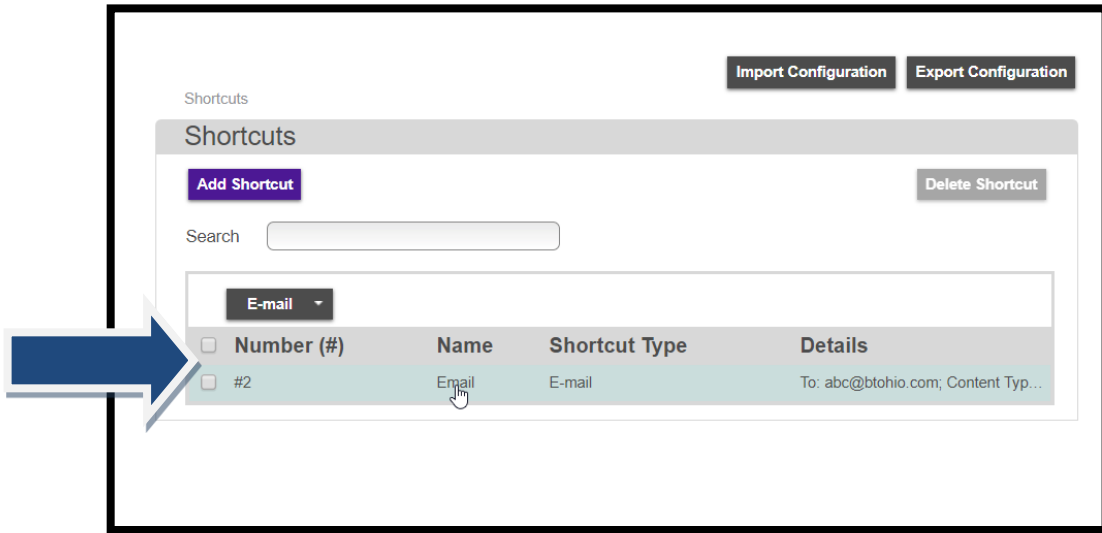 Import Configuration Export Configuration
Shortcuts
Shortcuts
Add Shortcut Delete Shortcut
Search
E-mail
Number (#) Name Shortcut Type Details
#2 Email E-mail To: abc@btohio.com; Content Typ...